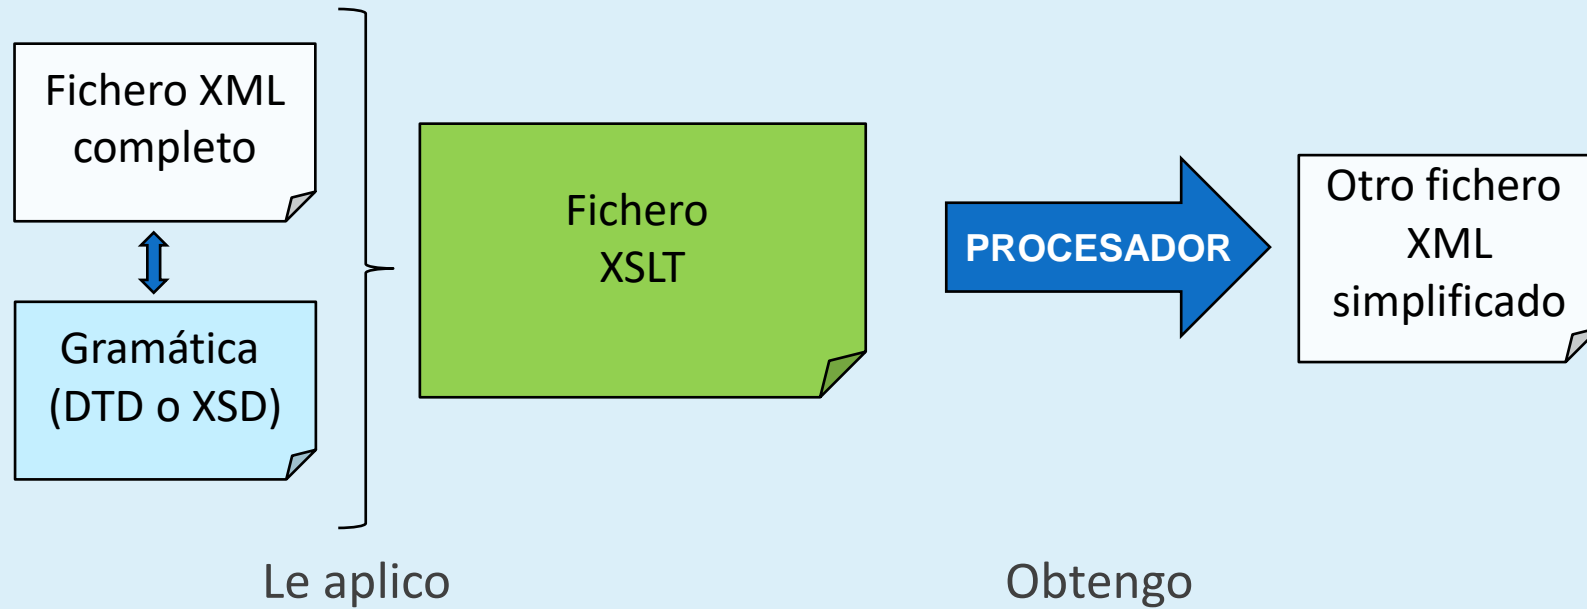 Fichero XML
completo
Gramática
(DTD o XSD)
Fichero
XSLT
PROCESADOR
Otro fichero
XML
simplificado
Le aplico
Obtengo